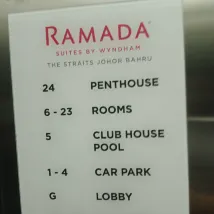 RAMADA
SUITES BY WYNDHAM
THE STRAITS JOHOR BAHRU
24 PENTHOUSE
6 - 23 ROOMS
5 CLUB HOUSE
POOL
1 - 4 CAR PARK
G LOBBY